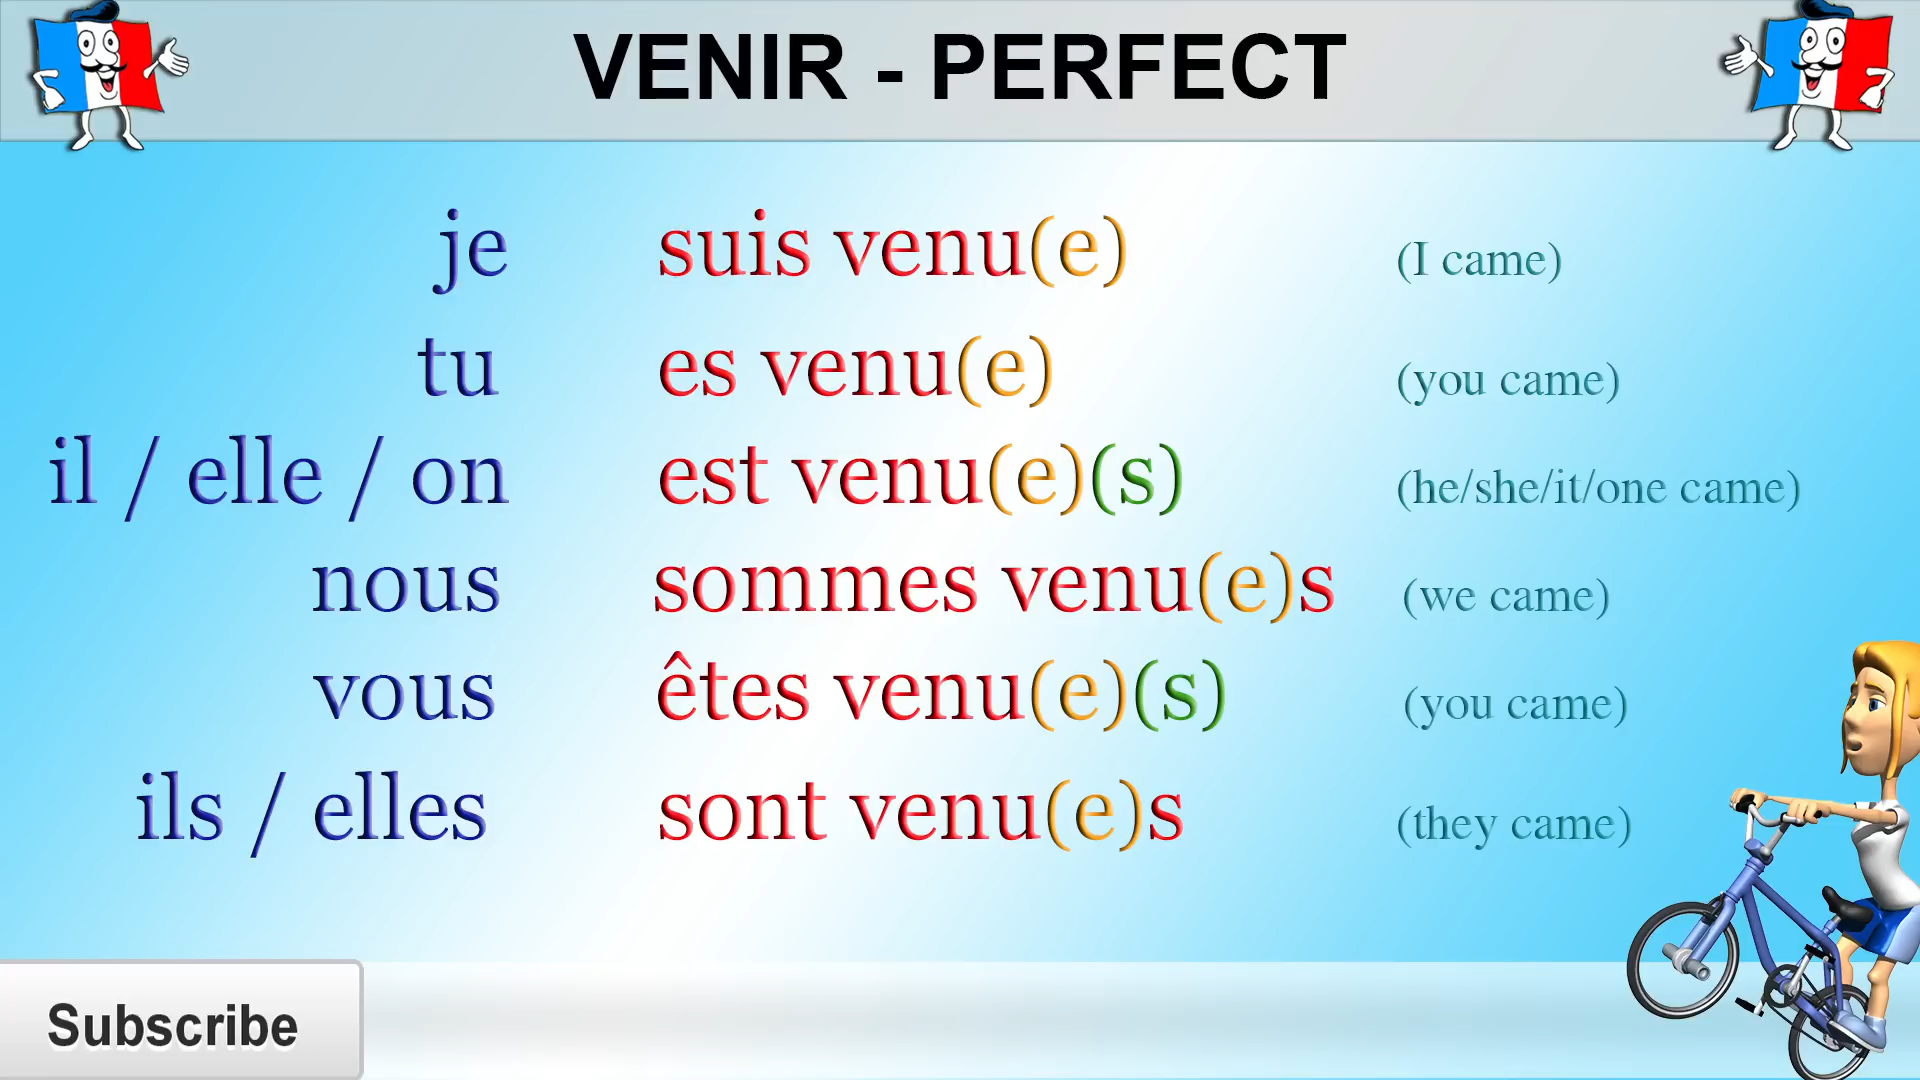 VENIR - PERFECT
je suis venu(e) (I came)
tu es venu(e) (you came)
il / elle / on est venu(e)(s) (he/she/it/one came)
nous sommes venu(e)s (we came)
vous êtes venu(e)(s) (you came)
ils / elles sont venu(e)s (they came)
Subscribe